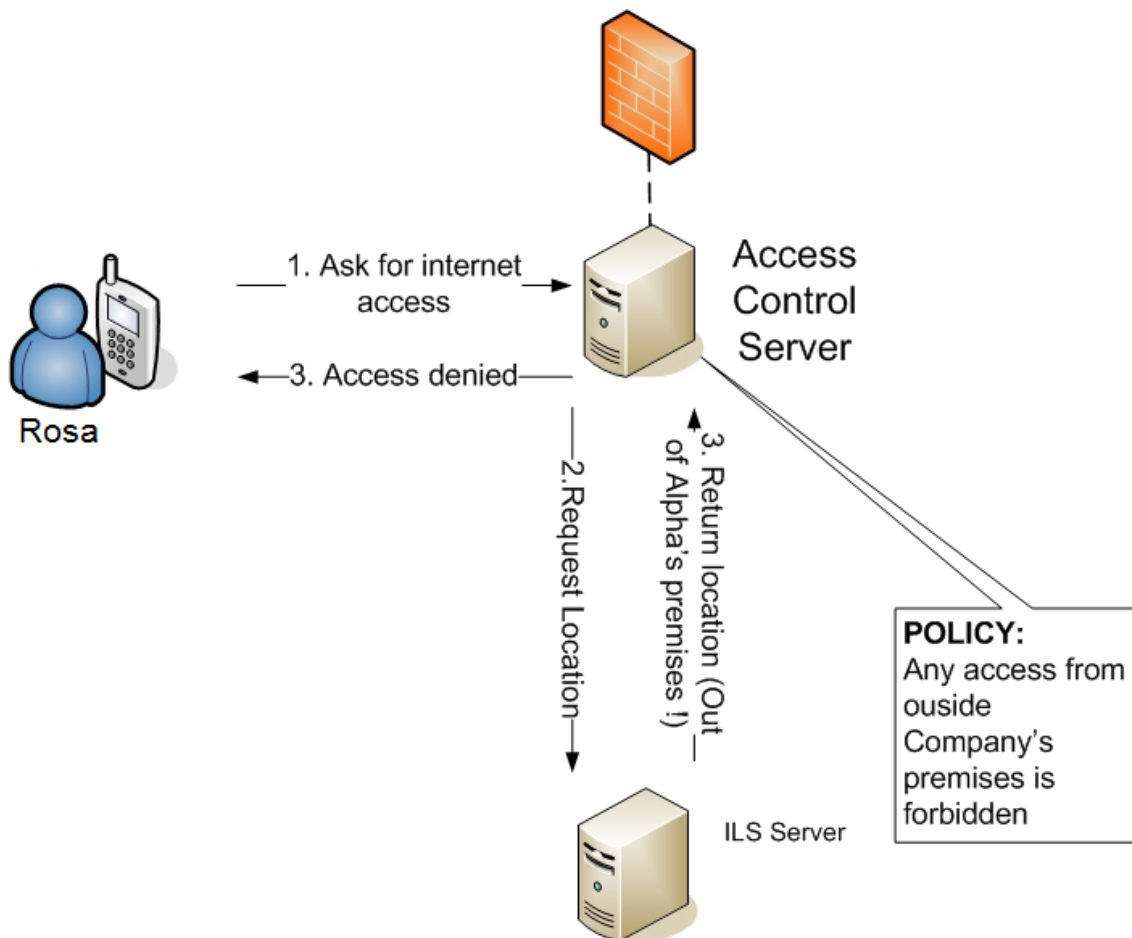 Access
Control
Server
1. Ask for internet
access
3. Access denied
Rosa
2.Request Location
3. Return location (Out
of Alpha's premises !)
POLICY:
Any access from
ouside
Company's
premises is
forbidden
ILS Server